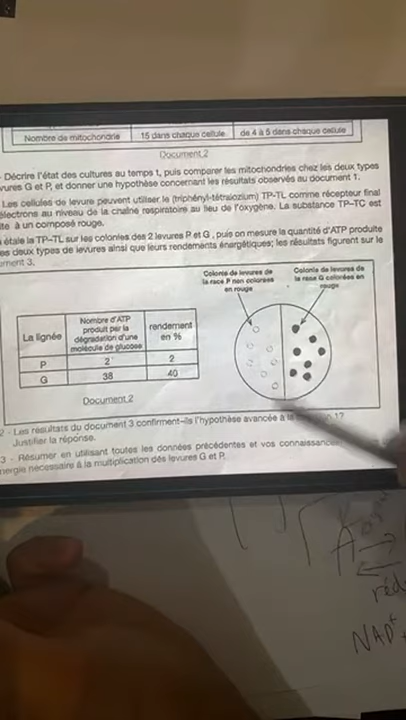 Nombre de mitochondrie 15 dans chaque cellule de 4 à 5 dans chaque cellule
Document 2
- Décrire l'état des cultures au temps t, puis comparer les mitochondries chez les deux types
vures G et P, et donner une hypothèse concernant les résultats observés au document 1.
Les cellules de levure peuvent utiliser le (triphényl-tétralozium) TP-TL comme récepteur final
électrons au niveau de la chaîne respiratoire au lieu de l'oxygène. La substance TP-TC est
ite à un composé rouge.
étale la TP-TL sur les colonies des 2 levures P et G, puis on mesure la quantité d'ATP produite
es deux types de levures ainsi que leurs rendements énergétiques; les résultats figurent sur le
ument 3.
Colonie de levures de
la race P non colorées
en rouge
Colonie de levures de
la race G colorées en
rouge
La lignée Nombre d'ATP produit par la dégradation d'une molécule de glucose rendement en %
P 2 2
G 38 40
Document 2
2 - Les résultats du document 3 confirment-ils l'hypothèse avancée à la 1?
Justifier la réponse.
3 - Résumer en utilisant toutes les données précédentes et vos connaissances
nergie nécessaire à la multiplication des levures G et P.
A
réd
NAD+